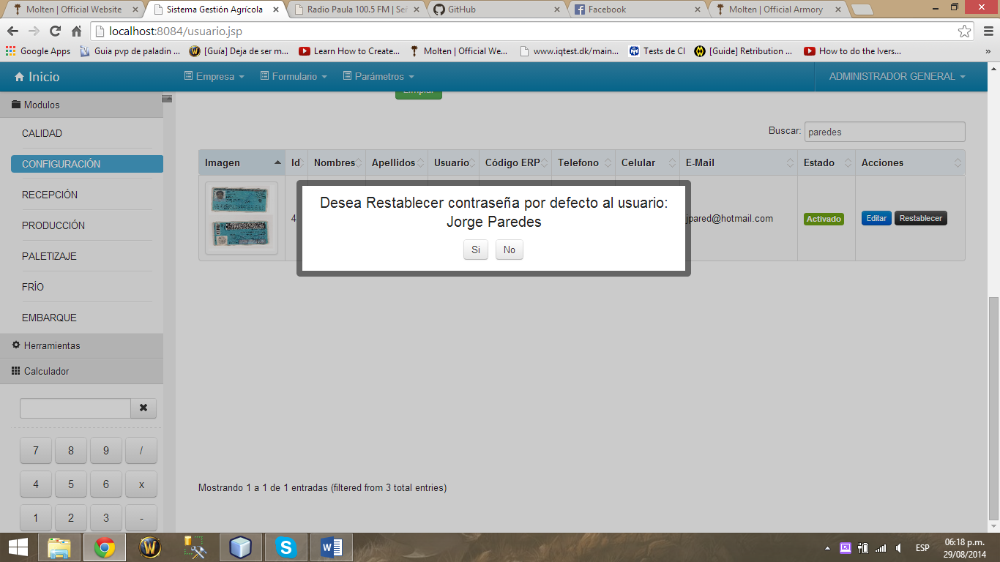 Molten | Official Website
Sistema Gestión Agrícola
Radio Paula 100.5 FM | Señ
GitHub
Facebook
Molten | Official Armory
localhost:8084/usuario.jsp
Google Apps
Guia pvp de paladin ...
[Guía] Deja de ser m...
Learn How to Create...
Molten | Official We...
www.iqtest.dk/main...
Tests de CI
[Guide] Retribution ...
How to do the Ivers...
»
Inicio
Empresa
Formulario
Parámetros
ADMINISTRADOR GENERAL
Modulos
CALIDAD
CONFIGURACIÓN
RECEPCIÓN
PRODUCCIÓN
PALETIZAJE
FRÍO
EMBARQUE
Herramientas
Calculador
7 8 9 /
4 5 6 x
1 2 3 -
Limpiar
Buscar: paredes
Imagen Id Nombres Apellidos Usuario Código ERP Telefono Celular E-Mail Estado Acciones
4 jpared@hotmail.com Activado Editar Restablecer
Desea Restablecer contraseña por defecto al usuario:
Jorge Paredes
Si No
Mostrando 1 a 1 de 1 entradas (filtered from 3 total entries)
ESP
06:18 p.m.
29/08/2014